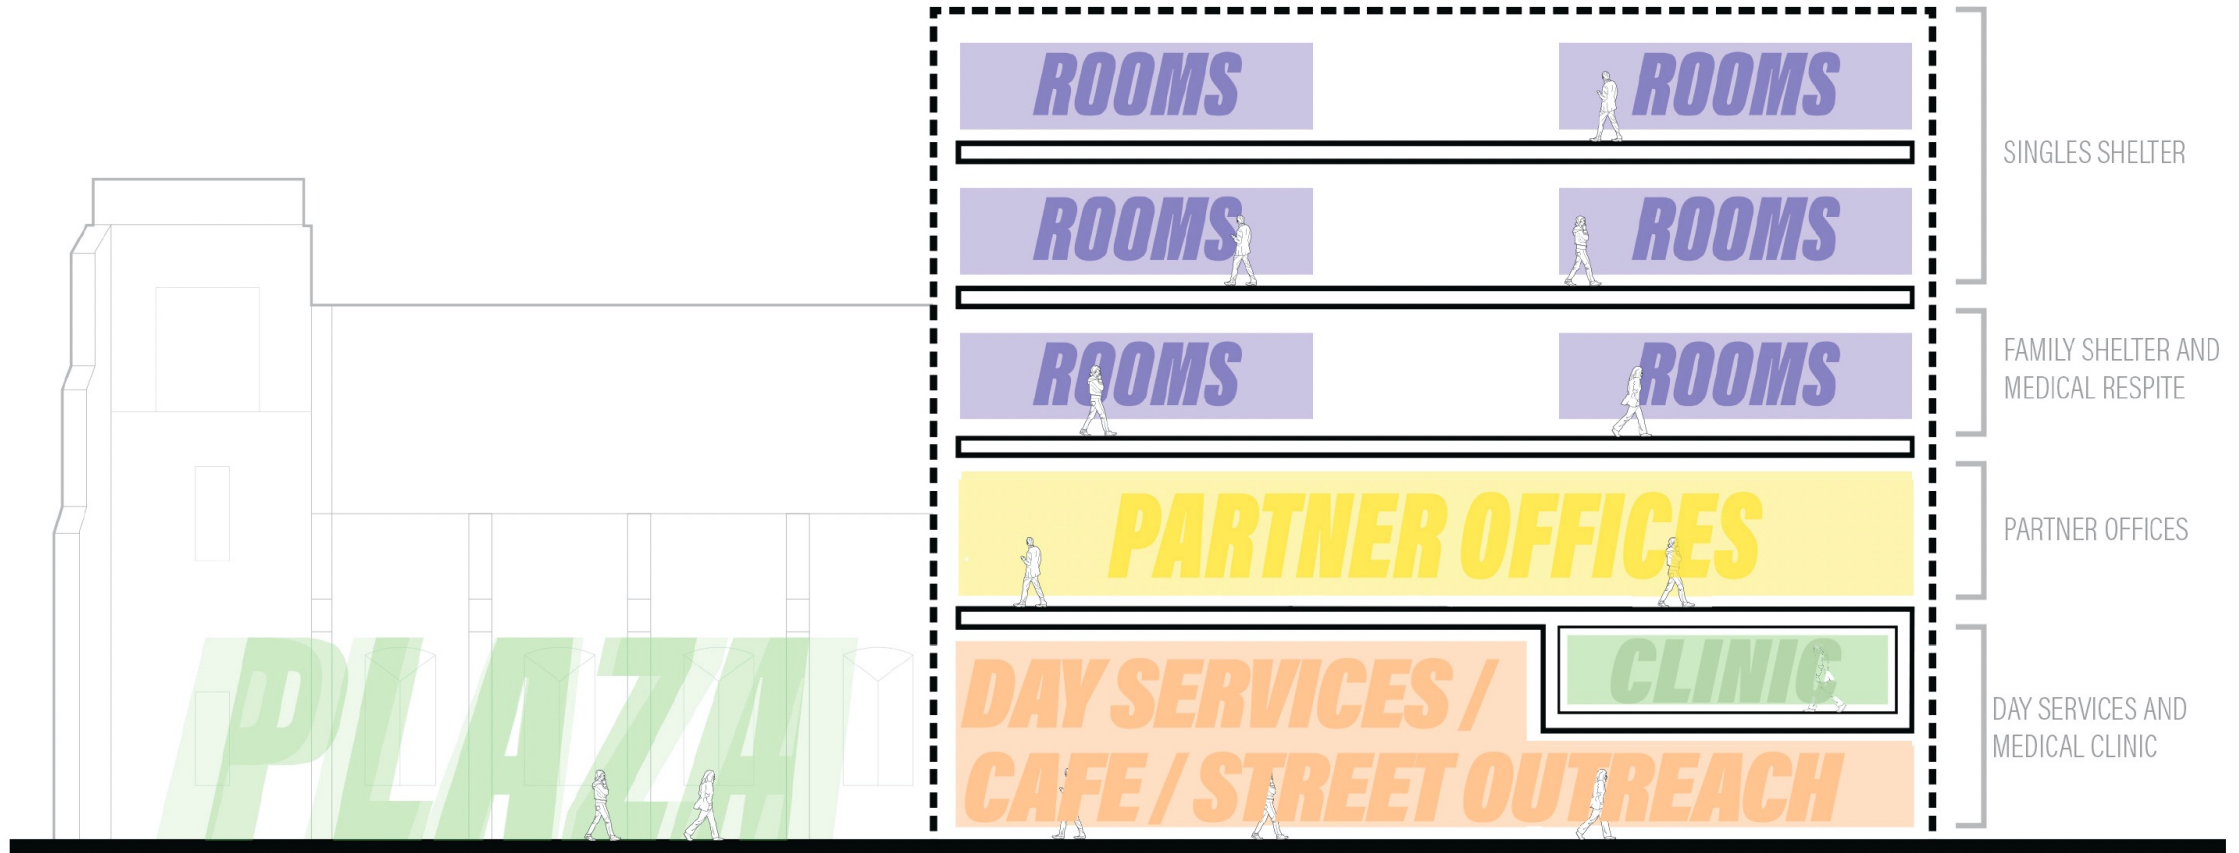 ROOMS ROOMS
SINGLES SHELTER
ROOMS ROOMS
ROOMS ROOMS
FAMILY SHELTER AND
MEDICAL RESPITE
PARTNER OFFICES
PARTNER OFFICES
PLAZA
DAY SERVICES /
CAFE / STREET OUTREACH
CLINIC
DAY SERVICES AND
MEDICAL CLINIC